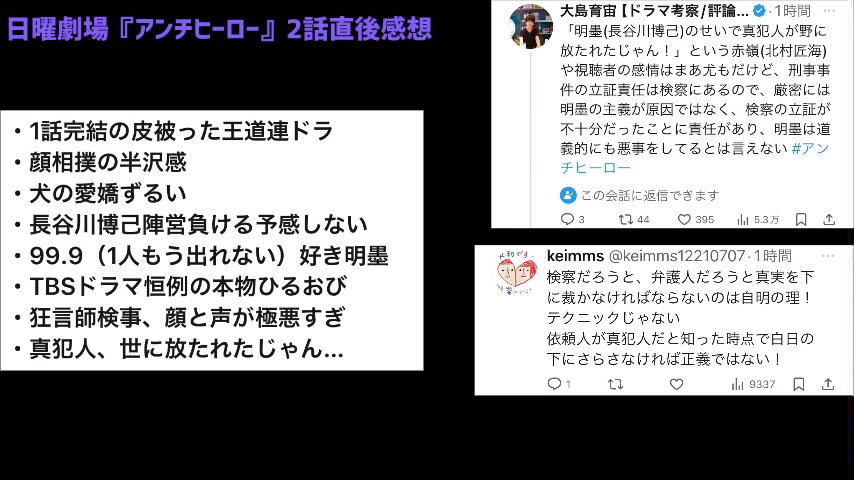 日曜劇場『アンチヒーロー』2話直後感想
・1話完結の皮被った王道連ドラ
・顔相撲の半沢感
・犬の愛嬌ずるい
・長谷川博己陣営負ける予感しない
・99.9（1人もう出れない）好き明墨
・TBSドラマ恒例の本物ひるおび
・狂言師検事、顔と声が極悪すぎ
・真犯人、世に放たれたじゃん...
大島育宙【ドラマ考察/評論... ・1時間
「明墨(長谷川博己)のせいで真犯人が野に
放たれたじゃん！」という赤嶺(北村匠海)
や視聴者の感情はまあ尤もだけど、刑事事
件の立証責任は検察にあるので、厳密には
明墨の主義が原因ではなく、検察の立証が
不十分だったことに責任があり、明墨は道
義的にも悪事をしてるとは言えない #アン
チヒーロー
この会話に返信できます
3 44 395 5.3万
keimms @keimms12210707・1時間
検察だろうと、弁護人だろうと真実を下
に裁かなければならないのは自明の理！
テクニックじゃない
依頼人が真犯人だと知った時点で白日の
下にさらさなければ正義ではない！
1 9337